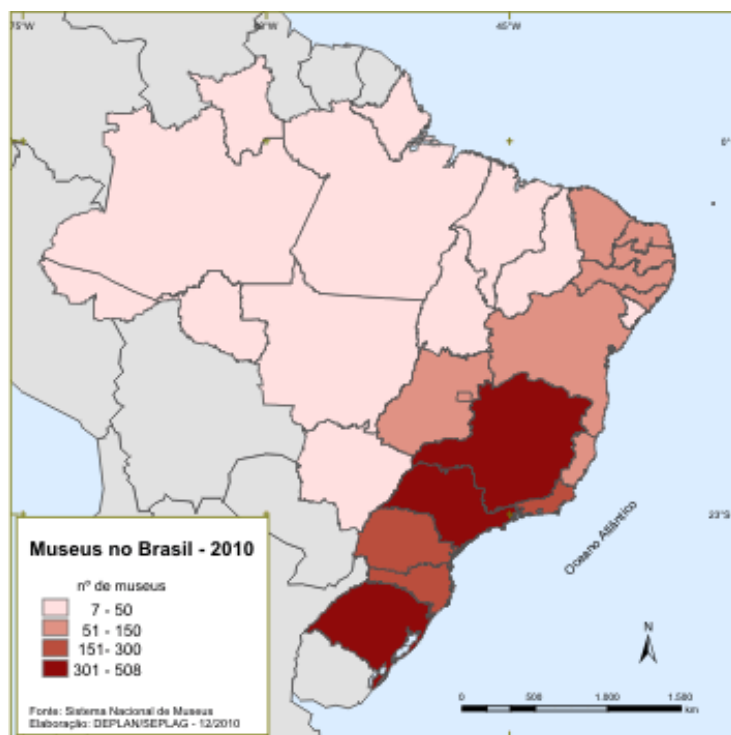 75°W
45°W
0°
23°S
Oceano Atlântico
Museus no Brasil - 2010
nº de museus
7 - 50
51 - 150
151- 300
301 - 508
Fonte: Sistema Nacional de Museus
Elaboração: DEPLAN/SEPLAG - 12/2010
N
0 500 1.000 1.500
km